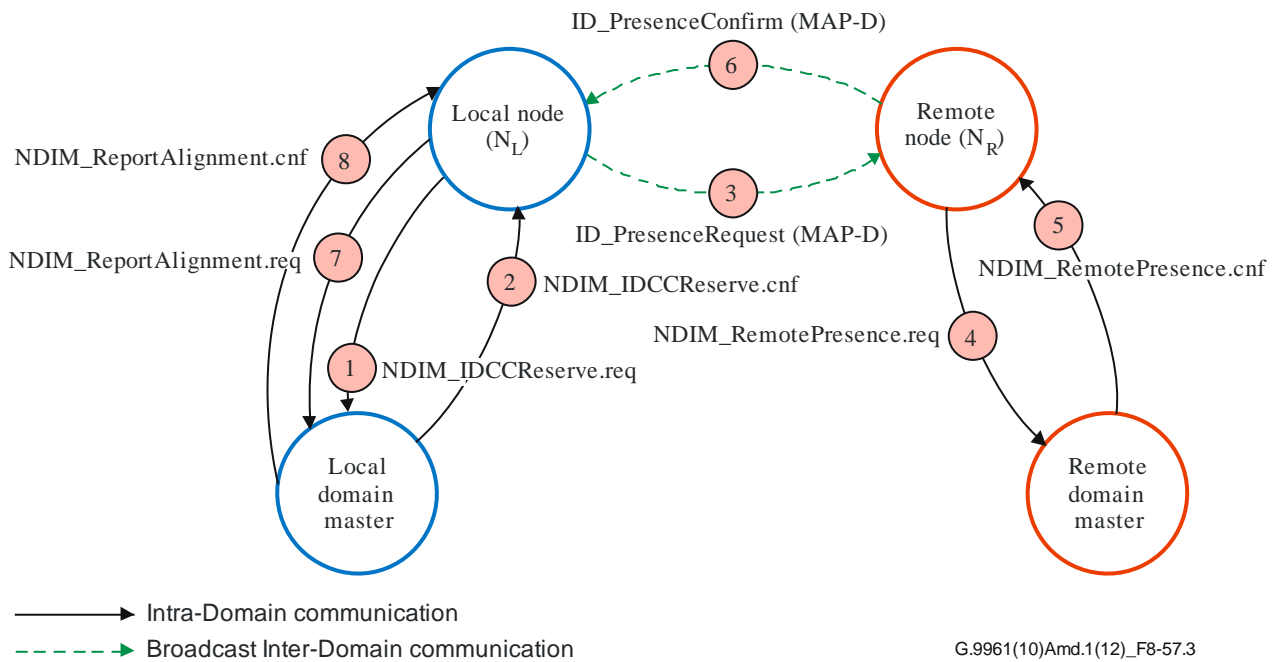 ID_PresenceConfirm (MAP-D)
6
Local node
(NL)
Remote
node (NR)
NDIM_ReportAlignment.cnf
8
3
5
ID_PresenceRequest (MAP-D)
NDIM_ReportAlignment.req
7
2
NDIM_IDCCReserve.cnf
NDIM_RemotePresence.cnf
NDIM_RemotePresence.req
4
1
NDIM_IDCCReserve.req
Local
domain
master
Remote
domain
master
Intra-Domain communication
Broadcast Inter-Domain communication
G.9961(10)Amd.1(12)_F8-57.3